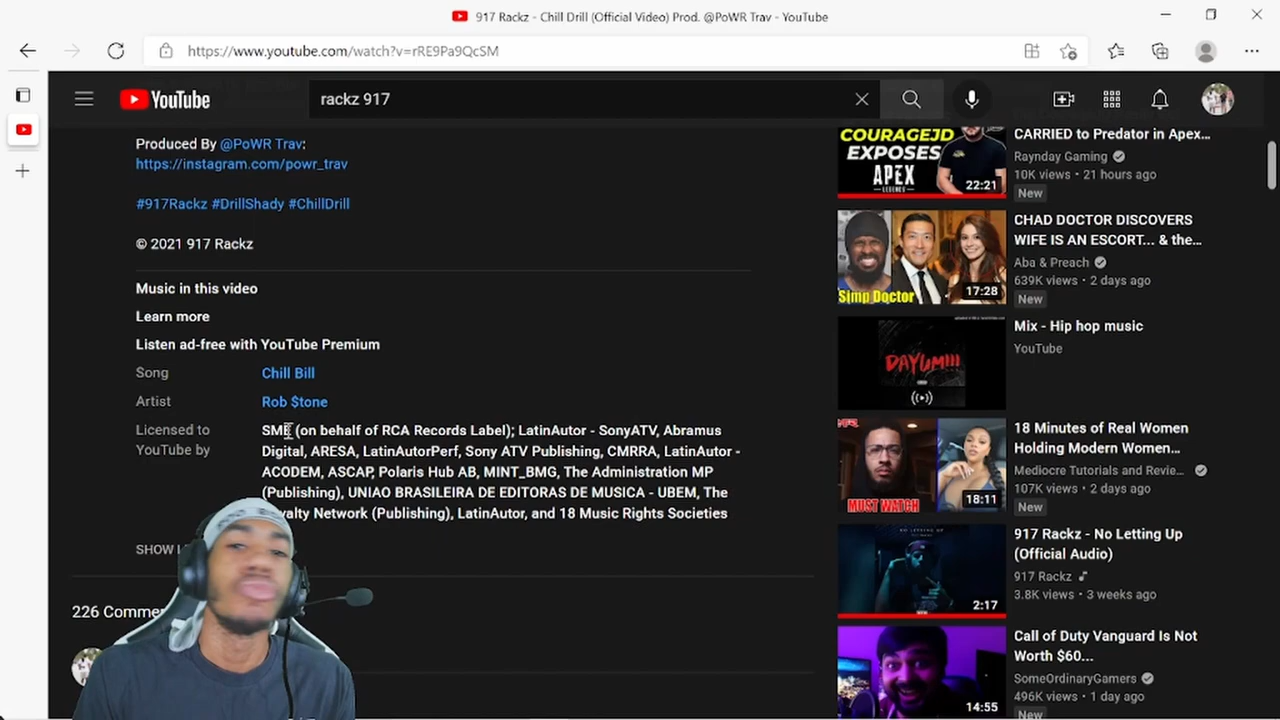 917 Rackz - Chill Drill (Official Video) Prod. @PoWR Trav - YouTube
https://www.youtube.com/watch?v=rRE9Pa9QcSM
YouTube
rackz 917
Produced By @PoWR Trav:
https://instagram.com/powr_trav
#917Rackz #DrillShady #ChillDrill
© 2021 917 Rackz
Music in this video
Learn more
Listen ad-free with YouTube Premium
Song Chill Bill
Artist Rob $tone
Licensed to YouTube by
SME (on behalf of RCA Records Label); LatinAutor - SonyATV, Abramus
Digital, ARESA, LatinAutorPerf, Sony ATV Publishing, CMRRA, LatinAutor -
ACODEM, ASCAP, Polaris Hub AB, MINT_BMG, The Administration MP
(Publishing), UNIAO BRASILEIRA DE EDITORAS DE MUSICA - UBEM, The
Network (Publishing), LatinAutor, and 18 Music Rights Societies
SHOW
226
COURAGEJD
EXPOSES
APEX
LEGENDS
22:21
CARRIED to Predator in Apex...
Raynday Gaming
10K views • 21 hours ago
New
Simp Doctor
17:28
CHAD DOCTOR DISCOVERS
WIFE IS AN ESCORT... & the...
Aba & Preach
639K views • 2 days ago
New
DAYUM!!!
Mix - Hip hop music
YouTube
MUST WATCH
18:11
18 Minutes of Real Women
Holding Modern Women...
Mediocre Tutorials and Revie...
107K views • 2 days ago
New
2:17
917 Rackz - No Letting Up
(Official Audio)
917 Rackz
3.8K views • 3 weeks ago
14:55
Call of Duty Vanguard Is Not
Worth $60...
SomeOrdinaryGamers
496K views • 1 day ago
New